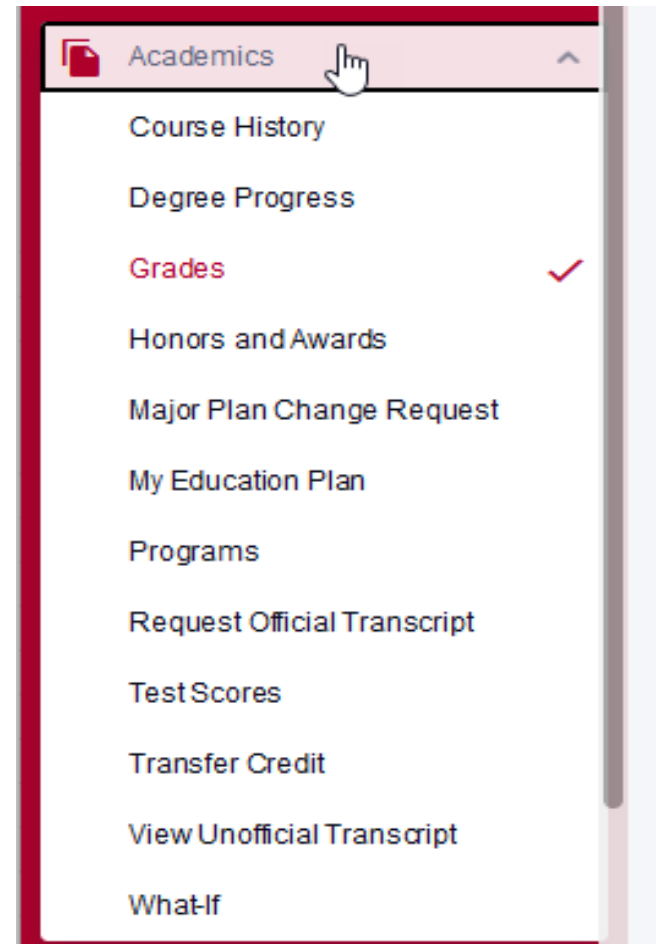 Academics
Course History
Degree Progress
Grades
Honors and Awards
Major Plan Change Request
My Education Plan
Programs
Request Official Transcript
Test Scores
Transfer Credit
View Unofficial Transcript
What-If